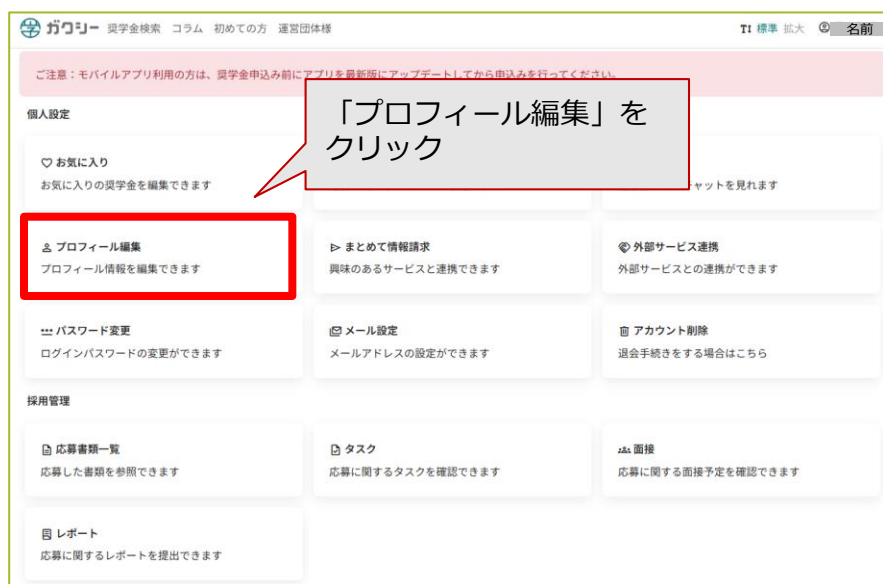 ガクシー 奨学金検索 コラム 初めての方 運営団体様 TI 標準 拡大 名前
ご注意：モバイルアプリ利用の方は、奨学金申込み前にアプリを最新版にアップデートしてから申込みを行ってください。
個人設定
「プロフィール編集」を
クリック
お気に入り
お気に入りの奨学金を編集できます
ャットを見れます
プロフィール編集 まとめて情報請求 外部サービス連携
プロフィール情報を編集できます 興味のあるサービスと連携できます 外部サービスとの連携ができます
パスワード変更 メール設定 アカウント削除
ログインパスワードの変更ができます メールアドレスの設定ができます 退会手続きをする場合はこちら
採用管理
応募書類一覧 タスク 面接
応募した書類を参照できます 応募に関するタスクを確認できます 応募に関する面接予定を確認できます
レポート
応募に関するレポートを提出できます